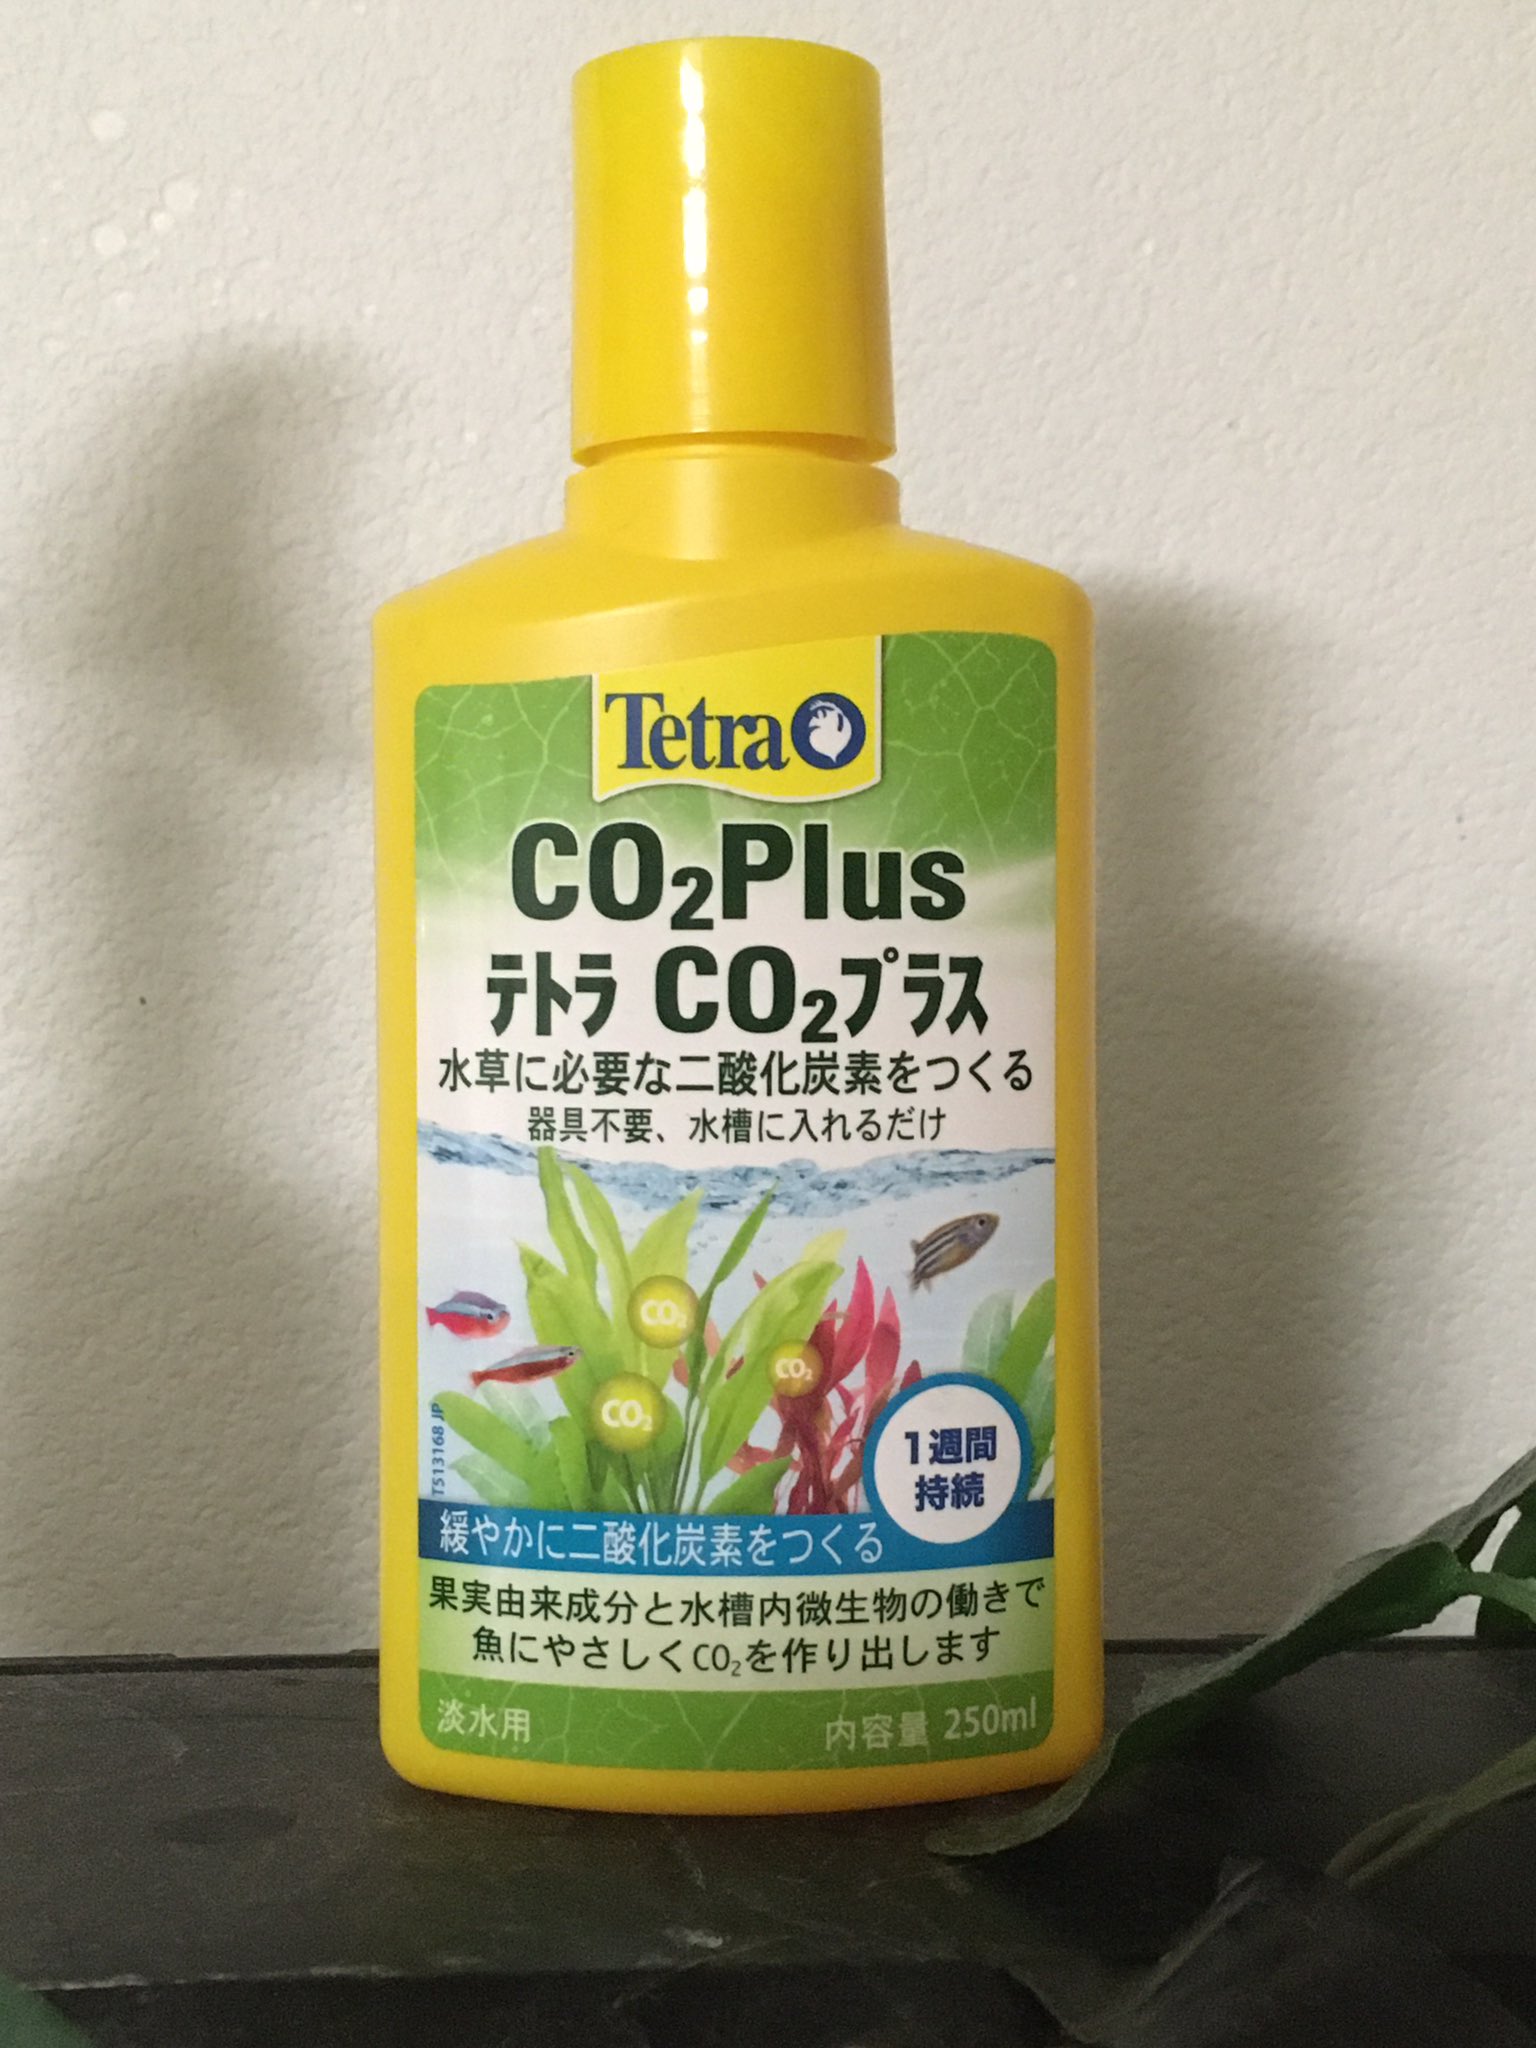 Tetra
CO₂Plus
テトラ CO₂プラス
水草に必要な二酸化炭素をつくる
器具不要、水槽に入れるだけ
CO₂
CO₂
CO₂
1週間
持続
T513168 JP
緩やかに二酸化炭素をつくる
果実由来成分と水槽内微生物の働きで
魚にやさしくCO₂を作り出します
淡水用
内容量 250ml